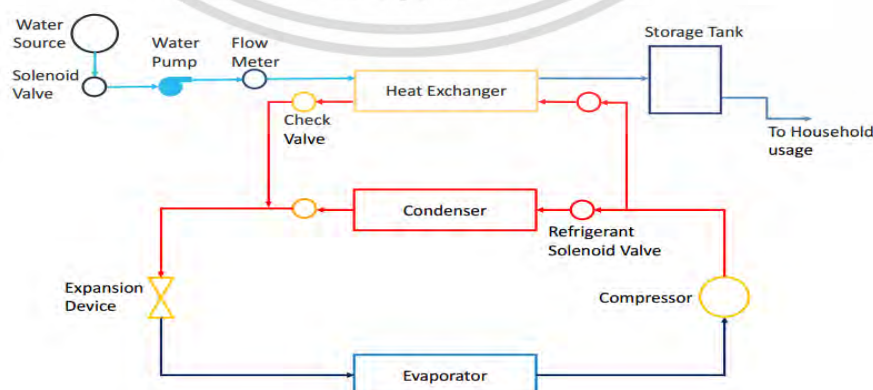 Water
Source
Solenoid
Valve
Water
Pump
Flow
Meter
Heat Exchanger
Storage Tank
To Household
usage
Check
Valve
Condenser
Refrigerant
Solenoid Valve
Expansion
Device
Compressor
Evaporator